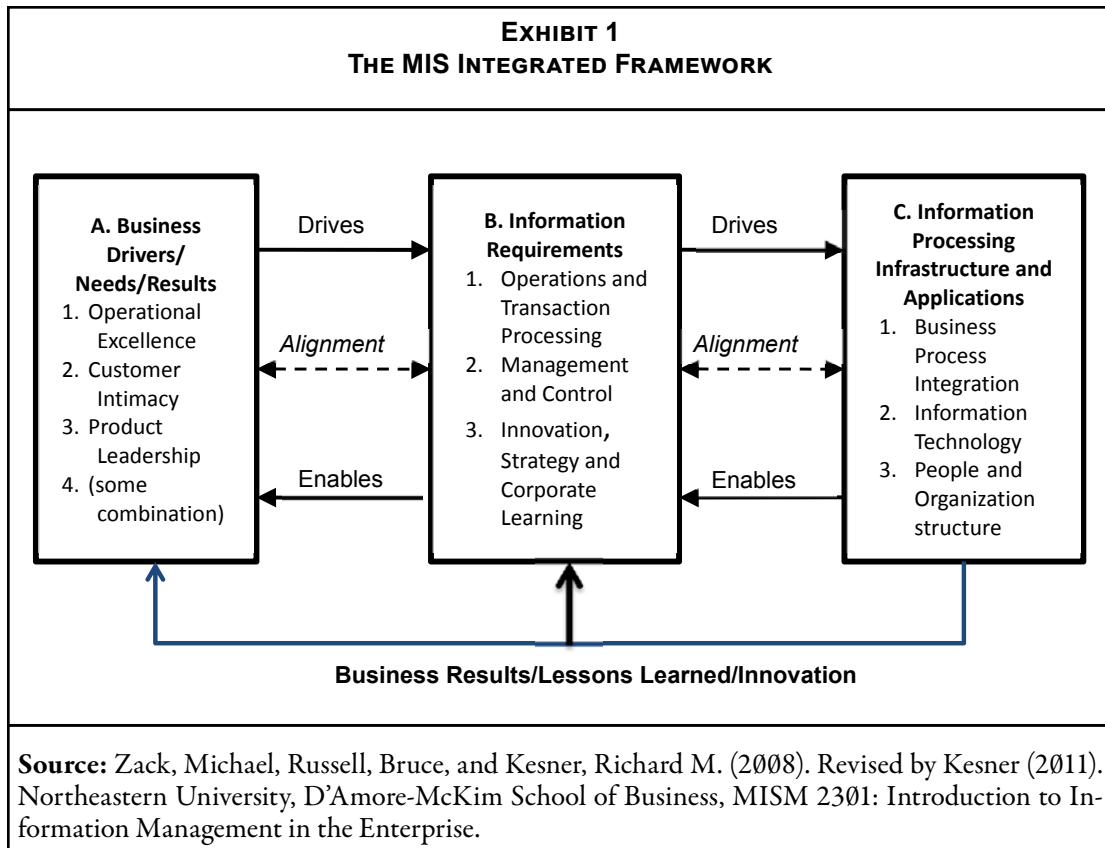 EXHIBIT 1
THE MIS INTEGRATED FRAMEWORK
A. Business
Drivers/
Needs/Results
1. Operational
Excellence
2. Customer
Intimacy
3. Product
Leadership
4. (some
combination)
Drives
Alignment
Enables
B. Information
Requirements
1. Operations and
Transaction
Processing
2. Management
and Control
3. Innovation,
Strategy and
Corporate
Learning
Drives
Alignment
Enables
C. Information
Processing
Infrastructure and
Applications
1. Business
Process
Integration
2. Information
Technology
3. People and
Organization
structure
Business Results/Lessons Learned/Innovation
Source: Zack, Michael, Russell, Bruce, and Kesner, Richard M. (2008). Revised by Kesner (2011).
Northeastern University, D'Amore-McKim School of Business, MISM 2301: Introduction to In-
formation Management in the Enterprise.